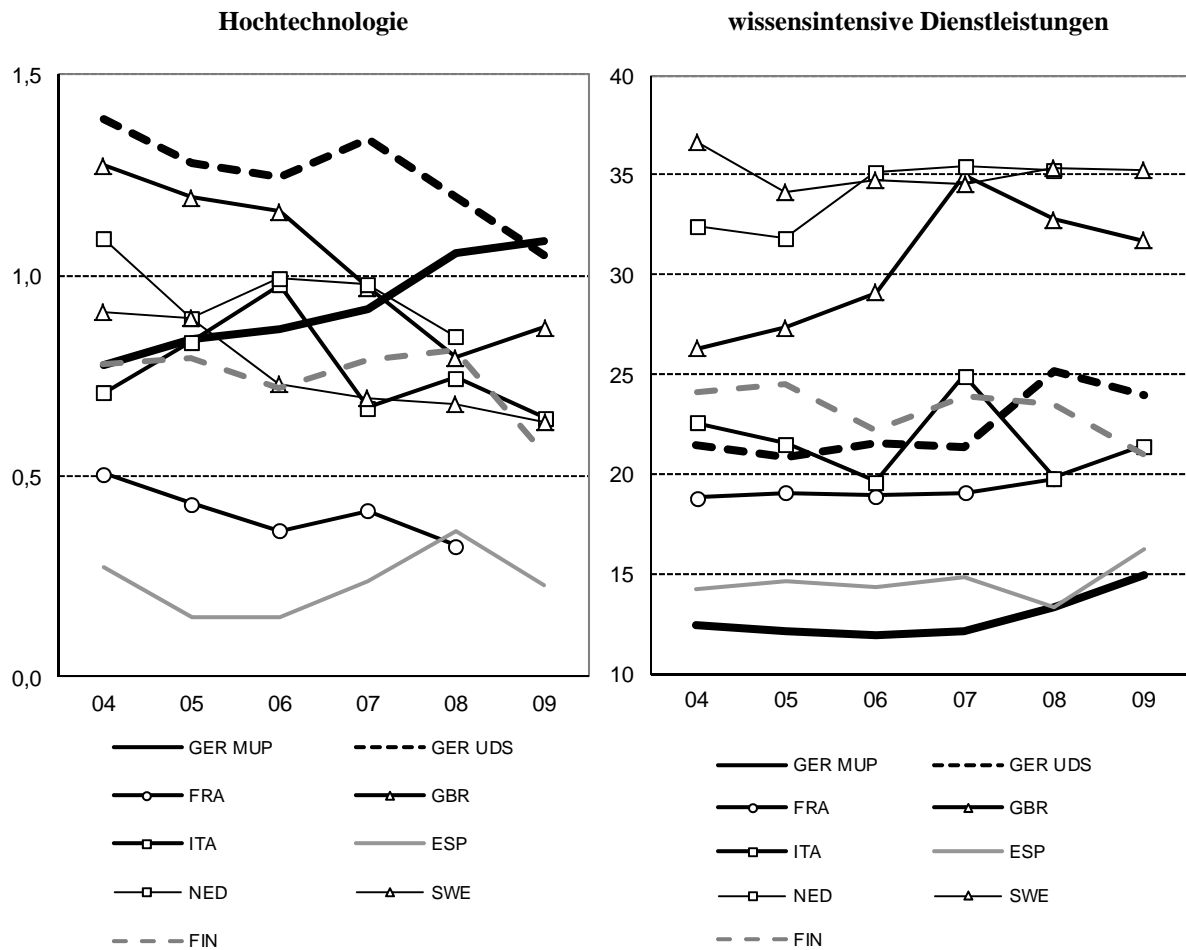 Hochtechnologie
1,5
1,0
0,5
0,0
04 05 06 07 08 09
GER MUP GER UDS
FRA GBR
ITA ESP
NED SWE
FIN
wissensintensive Dienstleistungen
40
35
30
25
20
15
10
04 05 06 07 08 09
GER MUP GER UDS
FRA GBR
ITA ESP
NED SWE
FIN